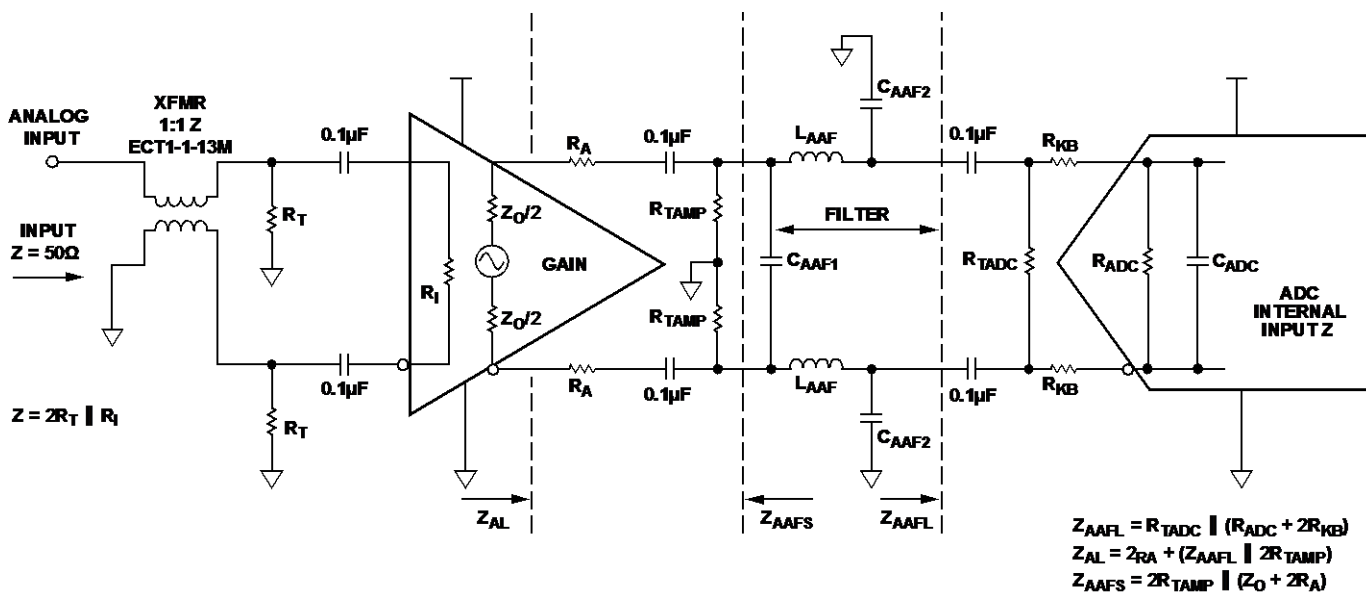 XFMR
1:1 Z
ECT1-1-13M
ANALOG
INPUT
INPUT
Z = 50Ω
R_T
R_T
0.1µF
0.1µF
Z = 2R_T ‖ R_I
R_I
Z_O/2
Z_O/2
GAIN
Z_AL
R_A
R_A
0.1µF
0.1µF
R_TAMP
R_TAMP
Z_AAFS
C_AAF1
L_AAF
L_AAF
FILTER
C_AAF2
C_AAF2
Z_AAFL
0.1µF
0.1µF
R_TADC
R_KB
R_KB
R_ADC
C_ADC
ADC
INTERNAL
INPUT Z
Z_AAFL = R_TADC ‖ (R_ADC + 2R_KB)
Z_AL = 2_RA + (Z_AAFL ‖ 2R_TAMP)
Z_AAFS = 2R_TAMP ‖ (Z_O + 2R_A)